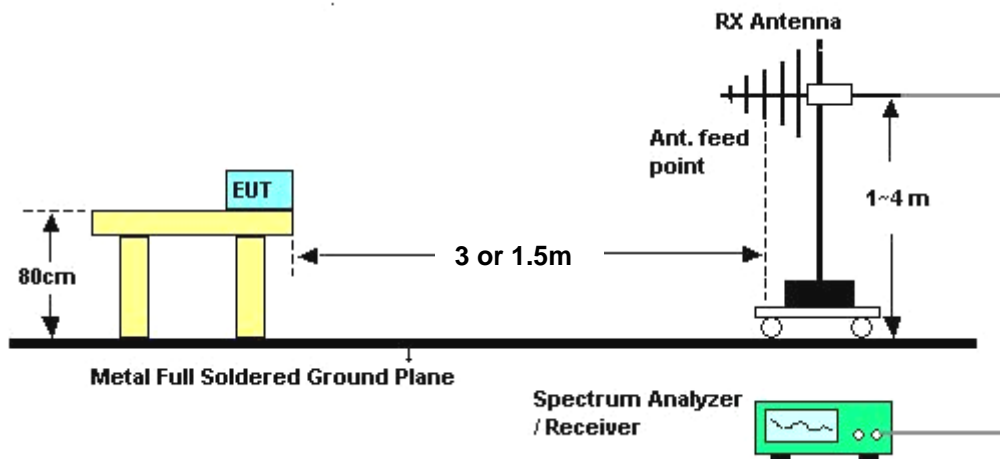 RX Antenna
Ant. feed
point
EUT
1~4 m
3 or 1.5m
80cm
Metal Full Soldered Ground Plane
Spectrum Analyzer
/ Receiver